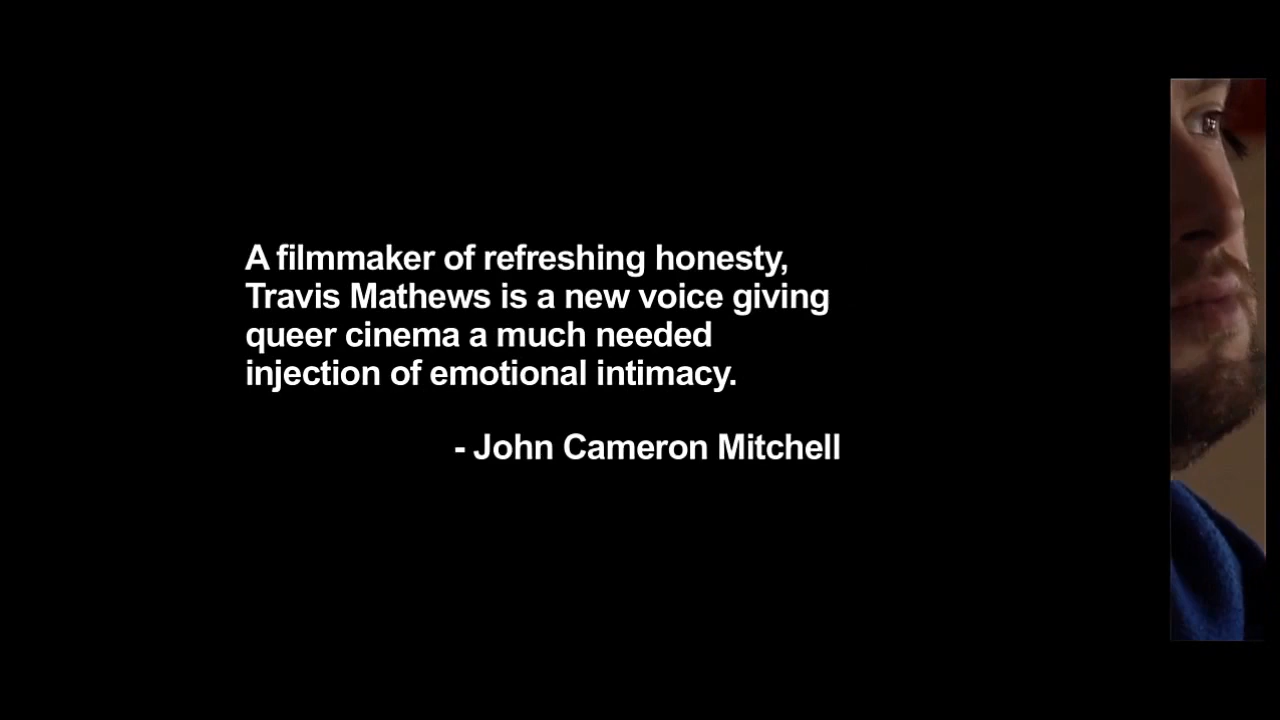 A filmmaker of refreshing honesty,
Travis Mathews is a new voice giving
queer cinema a much needed
injection of emotional intimacy.
- John Cameron Mitchell